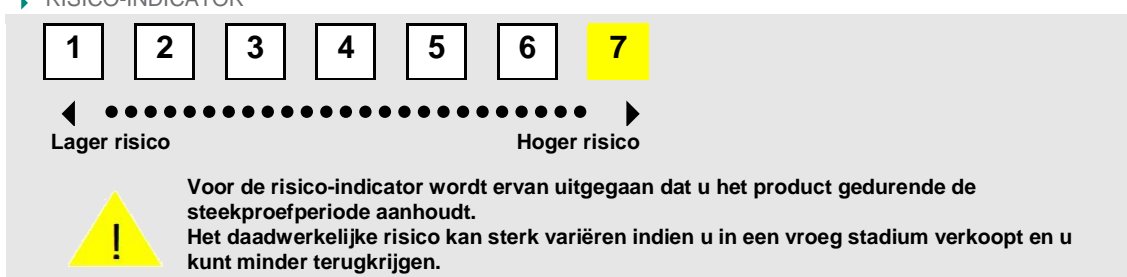 RISICO-INDICATOR
1 2 3 4 5 6 7
Lager risico Hoger risico
Voor de risico-indicator wordt ervan uitgegaan dat u het product gedurende de
steekproefperiode aanhoudt.
!
Het daadwerkelijke risico kan sterk variëren indien u in een vroeg stadium verkoopt en u
kunt minder terugkrijgen.